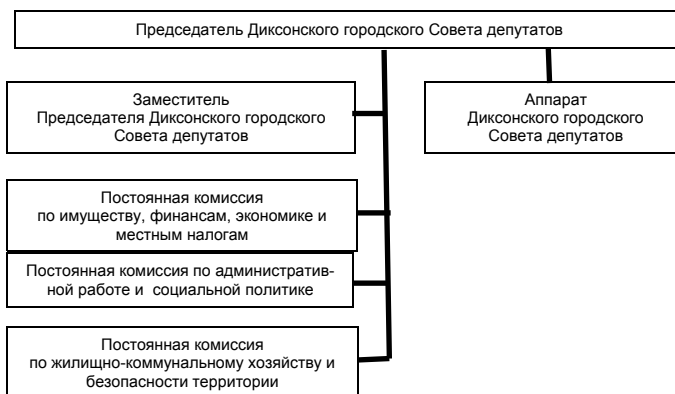 Председатель Диксонского городского Совета депутатов
Заместитель
Председателя Диксонского городского
Совета депутатов
Аппарат
Диксонского городского
Совета депутатов
Постоянная комиссия
по имуществу, финансам, экономике и
местным налогам
Постоянная комиссия по административ-
ной работе и социальной политике
Постоянная комиссия
по жилищно-коммунальному хозяйству и
безопасности территории